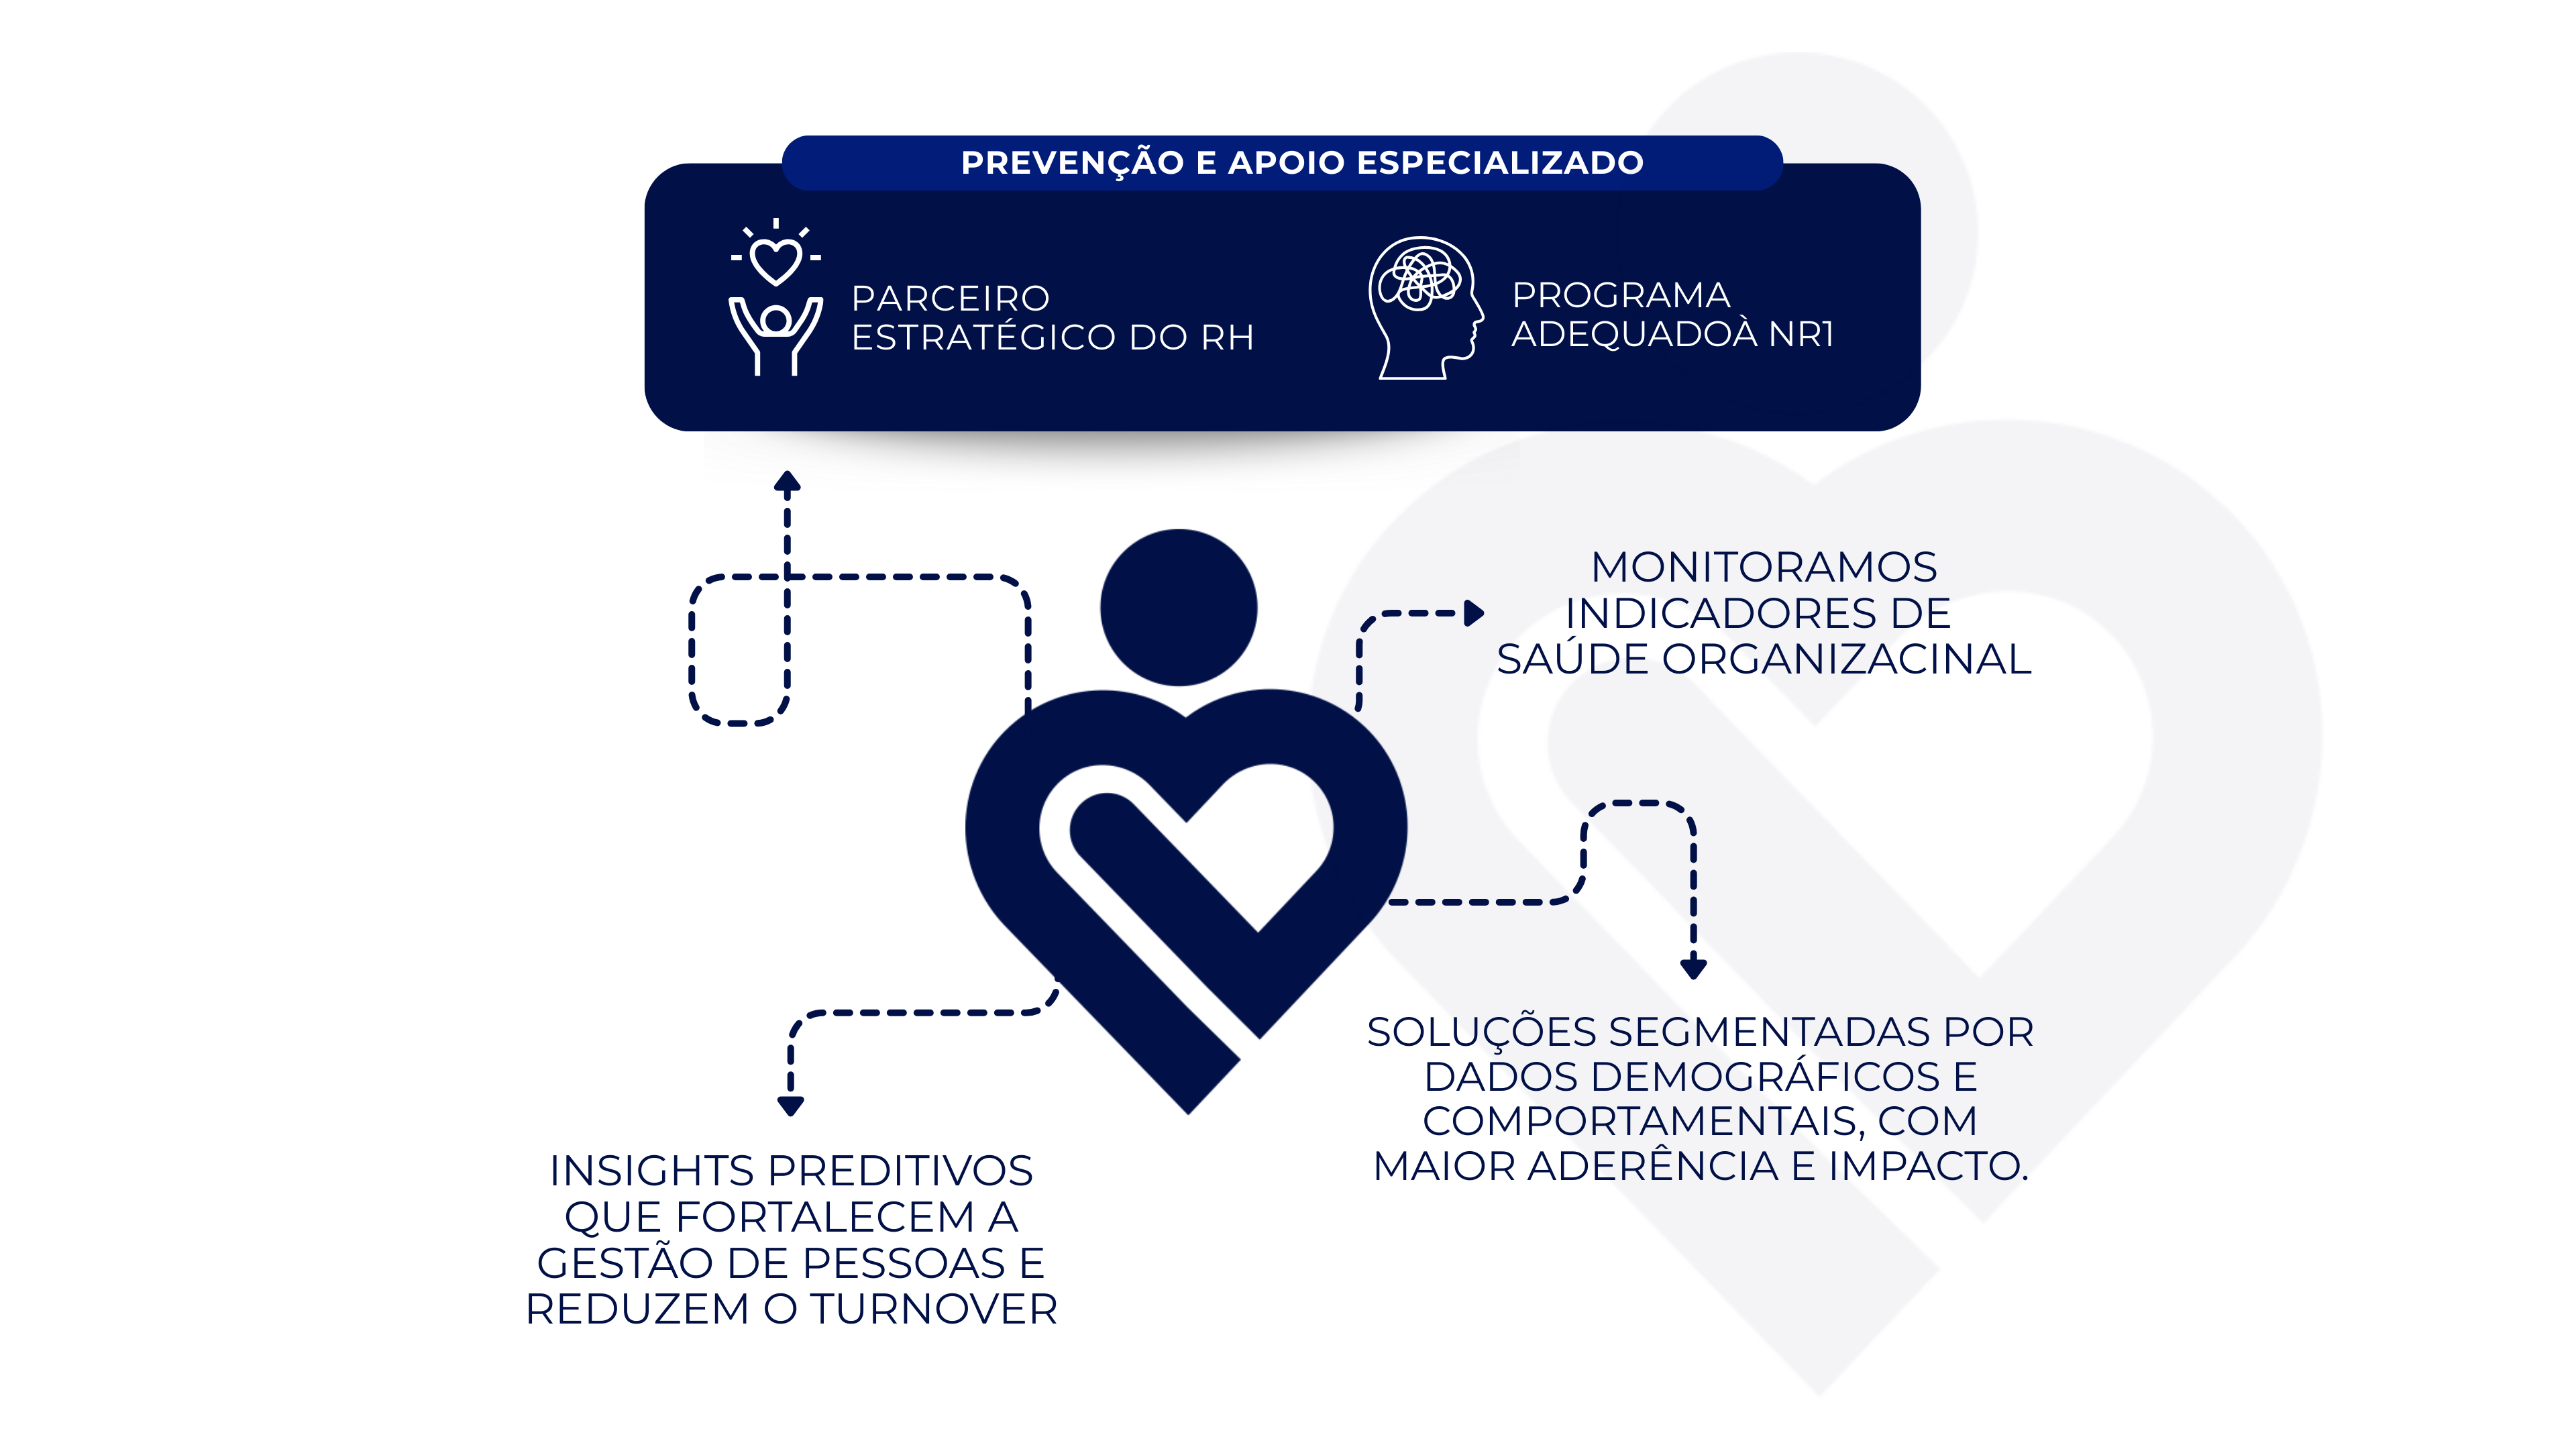 PREVENÇÃO E APOIO ESPECIALIZADO
PARCEIRO
ESTRATÉGICO DO RH
PROGRAMA
ADEQUADOÀ NR1
MONITORAMOS
INDICADORES DE
SAÚDE ORGANIZACINAL
SOLUÇÕES SEGMENTADAS POR
DADOS DEMOGRÁFICOS E
COMPORTAMENTAIS, COM
MAIOR ADERÊNCIA E IMPACTO.
INSIGHTS PREDITIVOS
QUE FORTALECEM A
GESTÃO DE PESSOAS E
REDUZEM O TURNOVER